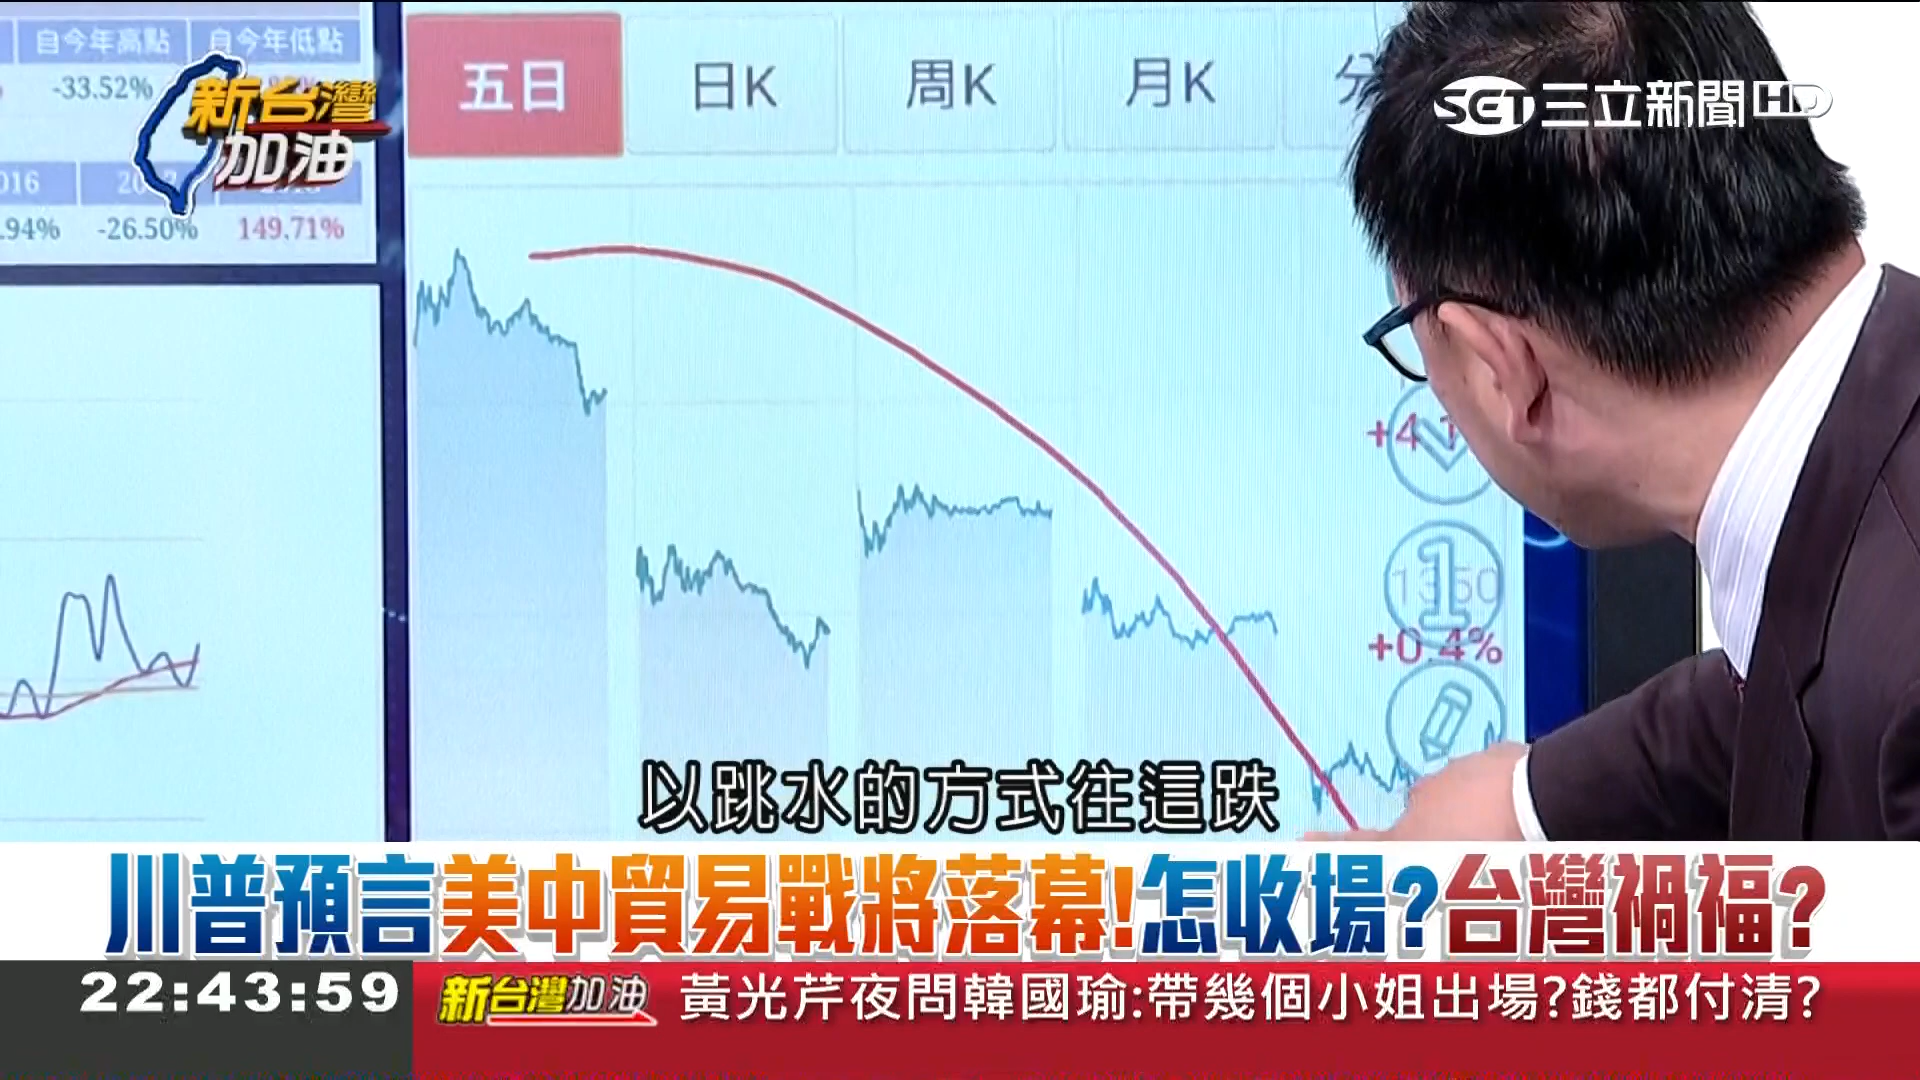 自今年高點
自今年低點
-33.52%
新台灣
加油
016
.94%
-26.50%
149.71%
五日
日K
周K
月K
分
SET三立新聞HD
13.50
+0.4%
以跳水的方式往這跌
川普預言美中貿易戰將落幕!怎收場?台灣禍福?
22:43:59
新台灣加油
黃光芹夜問韓國瑜:帶幾個小姐出場?錢都付清?